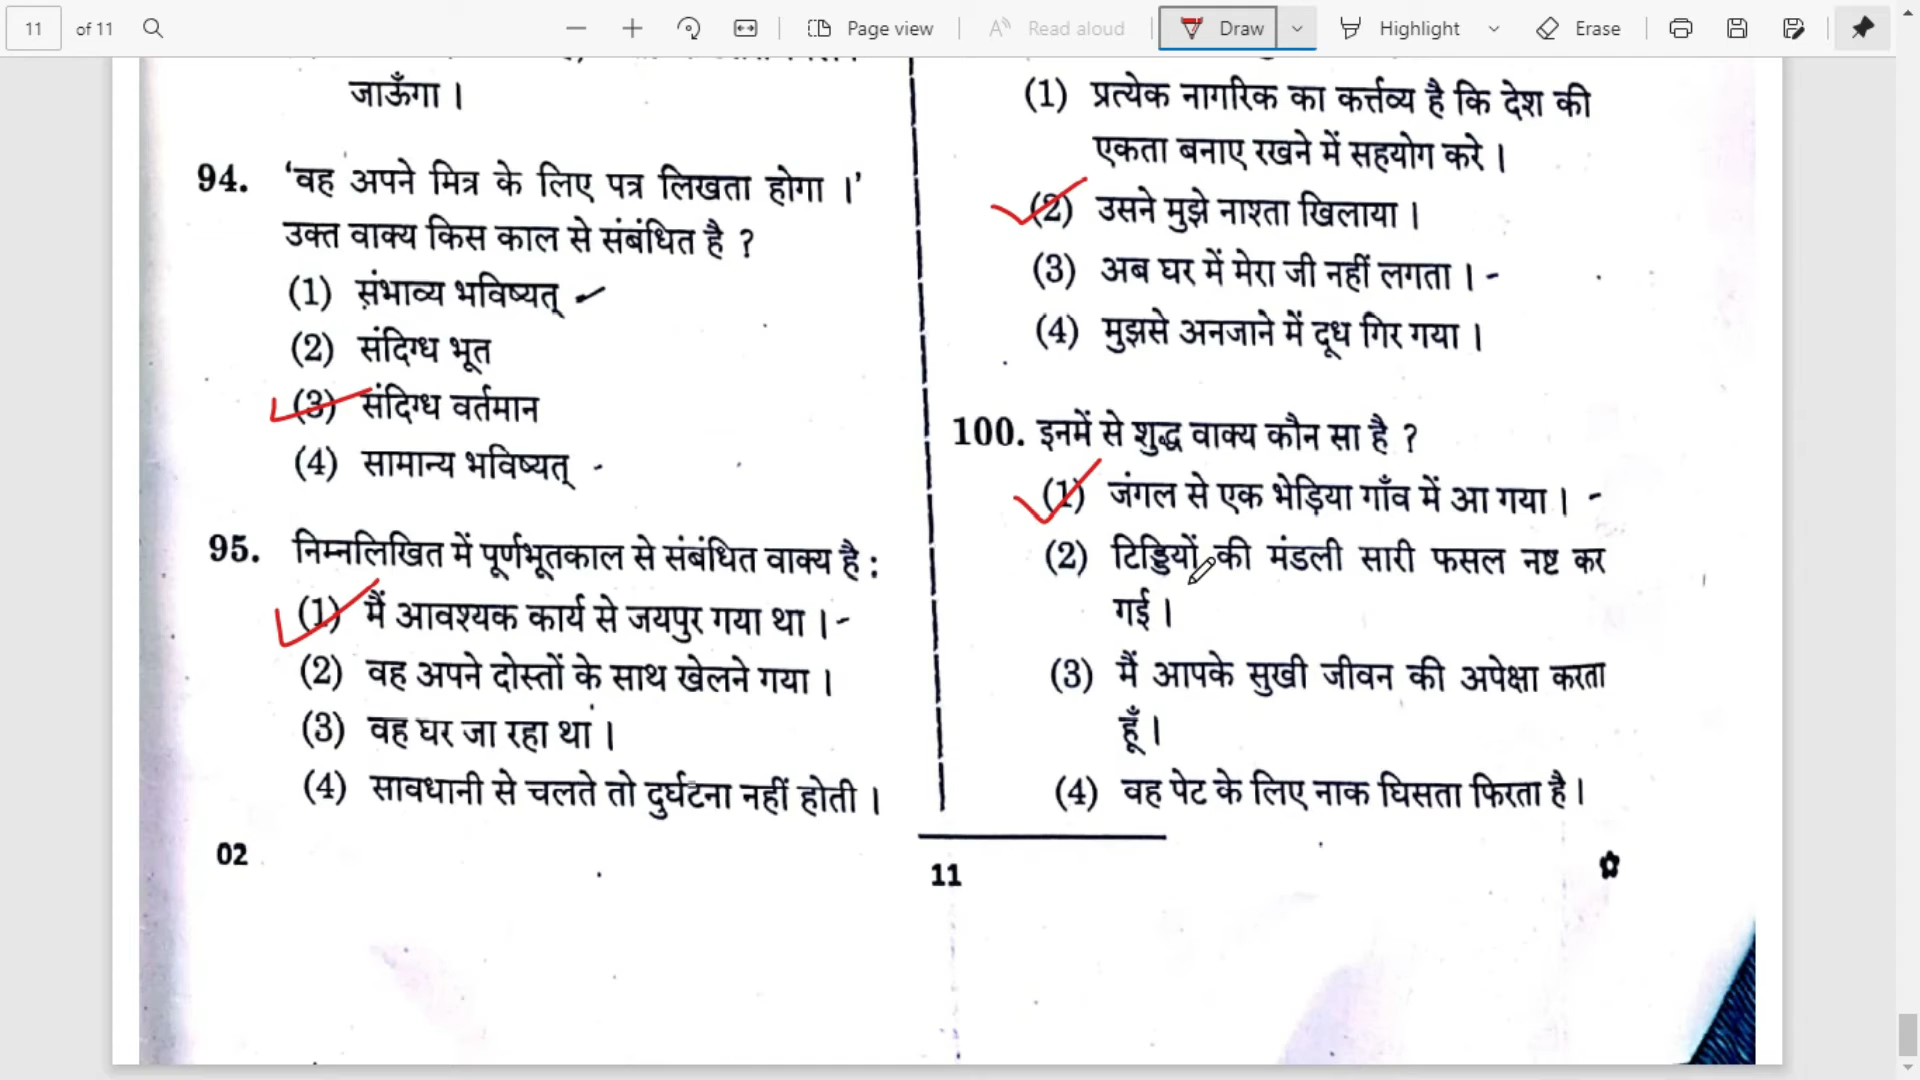 11 of 11 Page view Read aloud Draw Highlight Erase
जाऊँगा ।
94. ‘वह अपने मित्र के लिए पत्र लिखता होगा ।’
उक्त वाक्य किस काल से संबंधित है ?
(1) संभाव्य भविष्यत्
(2) संदिग्ध भूत
(3) संदिग्ध वर्तमान
(4) सामान्य भविष्यत्
95. निम्नलिखित में पूर्णभूतकाल से संबंधित वाक्य है :
(1) मैं आवश्यक कार्य से जयपुर गया था ।
(2) वह अपने दोस्तों के साथ खेलने गया ।
(3) वह घर जा रहा था ।
(4) सावधानी से चलते तो दुर्घटना नहीं होती ।
02
(1) प्रत्येक नागरिक का कर्त्तव्य है कि देश की
एकता बनाए रखने में सहयोग करे ।
(2) उसने मुझे नाश्ता खिलाया ।
(3) अब घर में मेरा जी नहीं लगता ।
(4) मुझसे अनजाने में दूध गिर गया ।
100. इनमें से शुद्ध वाक्य कौन सा है ?
(1) जंगल से एक भेड़िया गाँव में आ गया ।
(2) टिड्डियों की मंडली सारी फसल नष्ट कर
गई ।
(3) मैं आपके सुखी जीवन की अपेक्षा करता
हूँ ।
(4) वह पेट के लिए नाक घिसता फिरता है ।
11